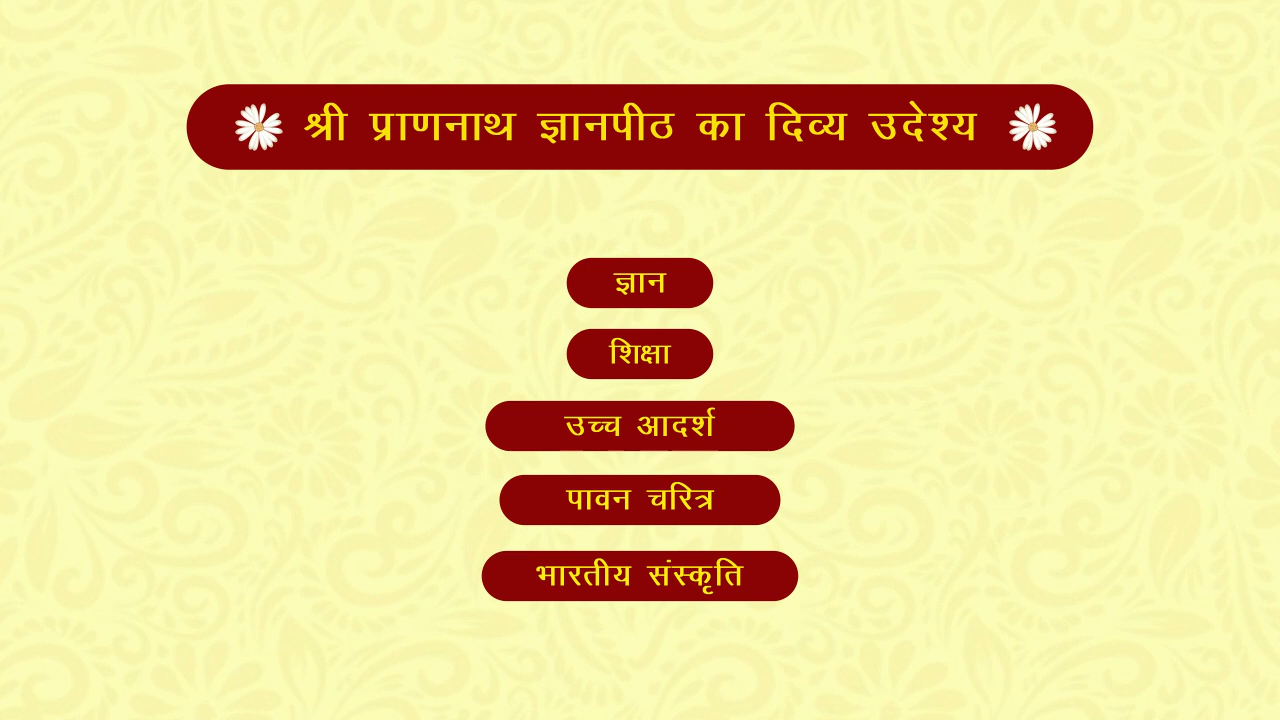 श्री प्राणनाथ ज्ञानपीठ का दिव्य उदेश्य
ज्ञान
शिक्षा
उच्च आदर्श
पावन चरित्र
भारतीय संस्कृति